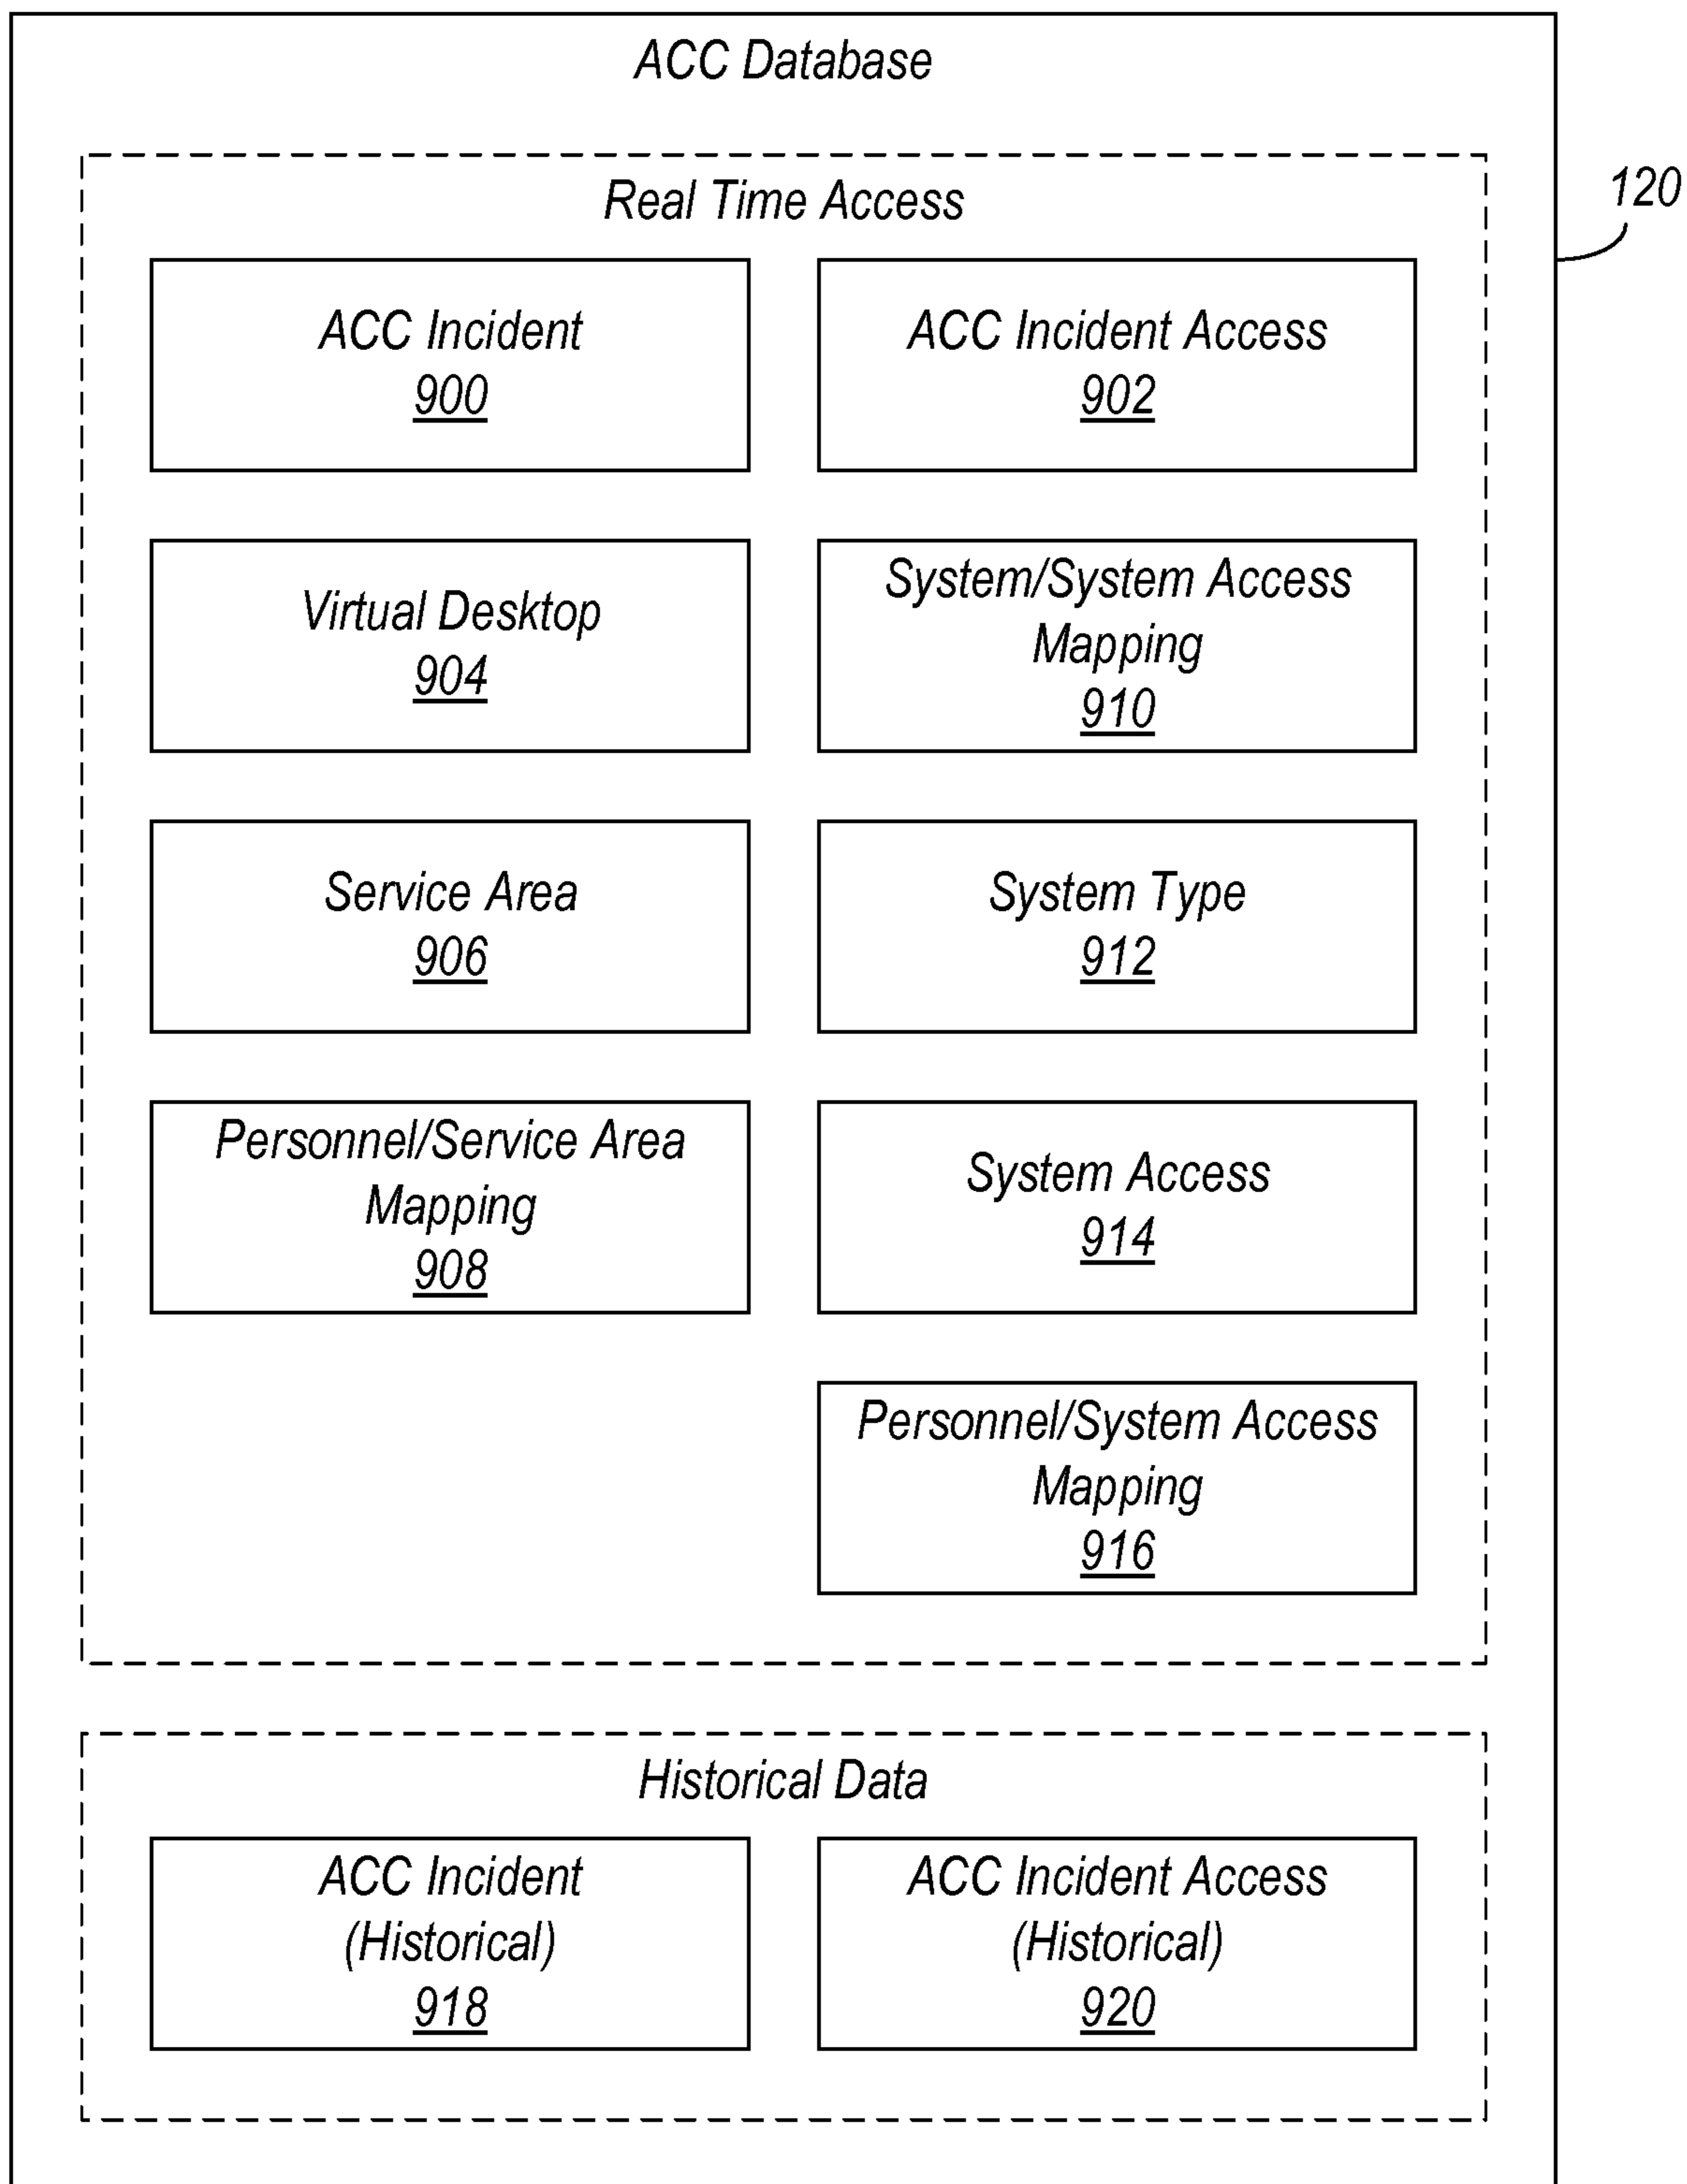 ACC Database
120
Real Time Access
ACC Incident
900
ACC Incident Access
902
Virtual Desktop
904
System/System Access
Mapping
910
Service Area
906
System Type
912
Personnel/Service Area
Mapping
908
System Access
914
Personnel/System Access
Mapping
916
Historical Data
ACC Incident
(Historical)
918
ACC Incident Access
(Historical)
920